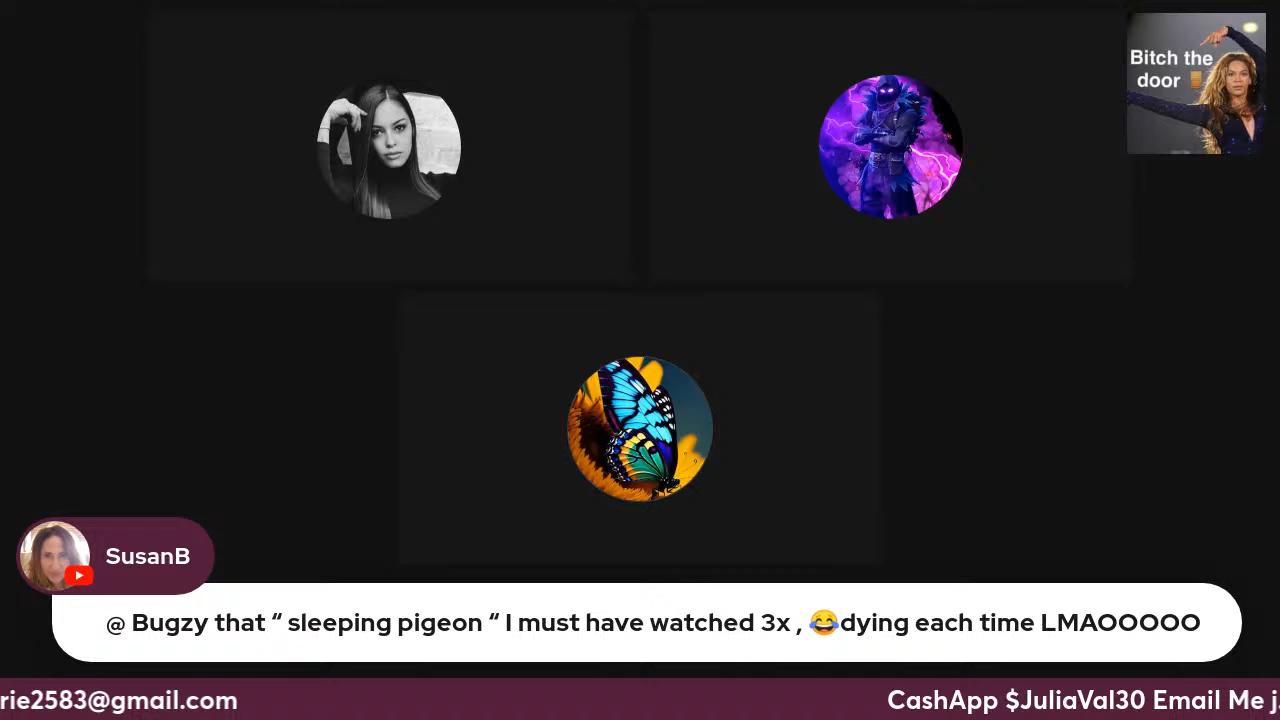 Bitch the
door
SusanB
@ Bugzy that “ sleeping pigeon “ I must have watched 3x , 😂dying each time LMAOOOOO
rie2583@gmail.com
CashApp $JuliaVal30 Email Me j.